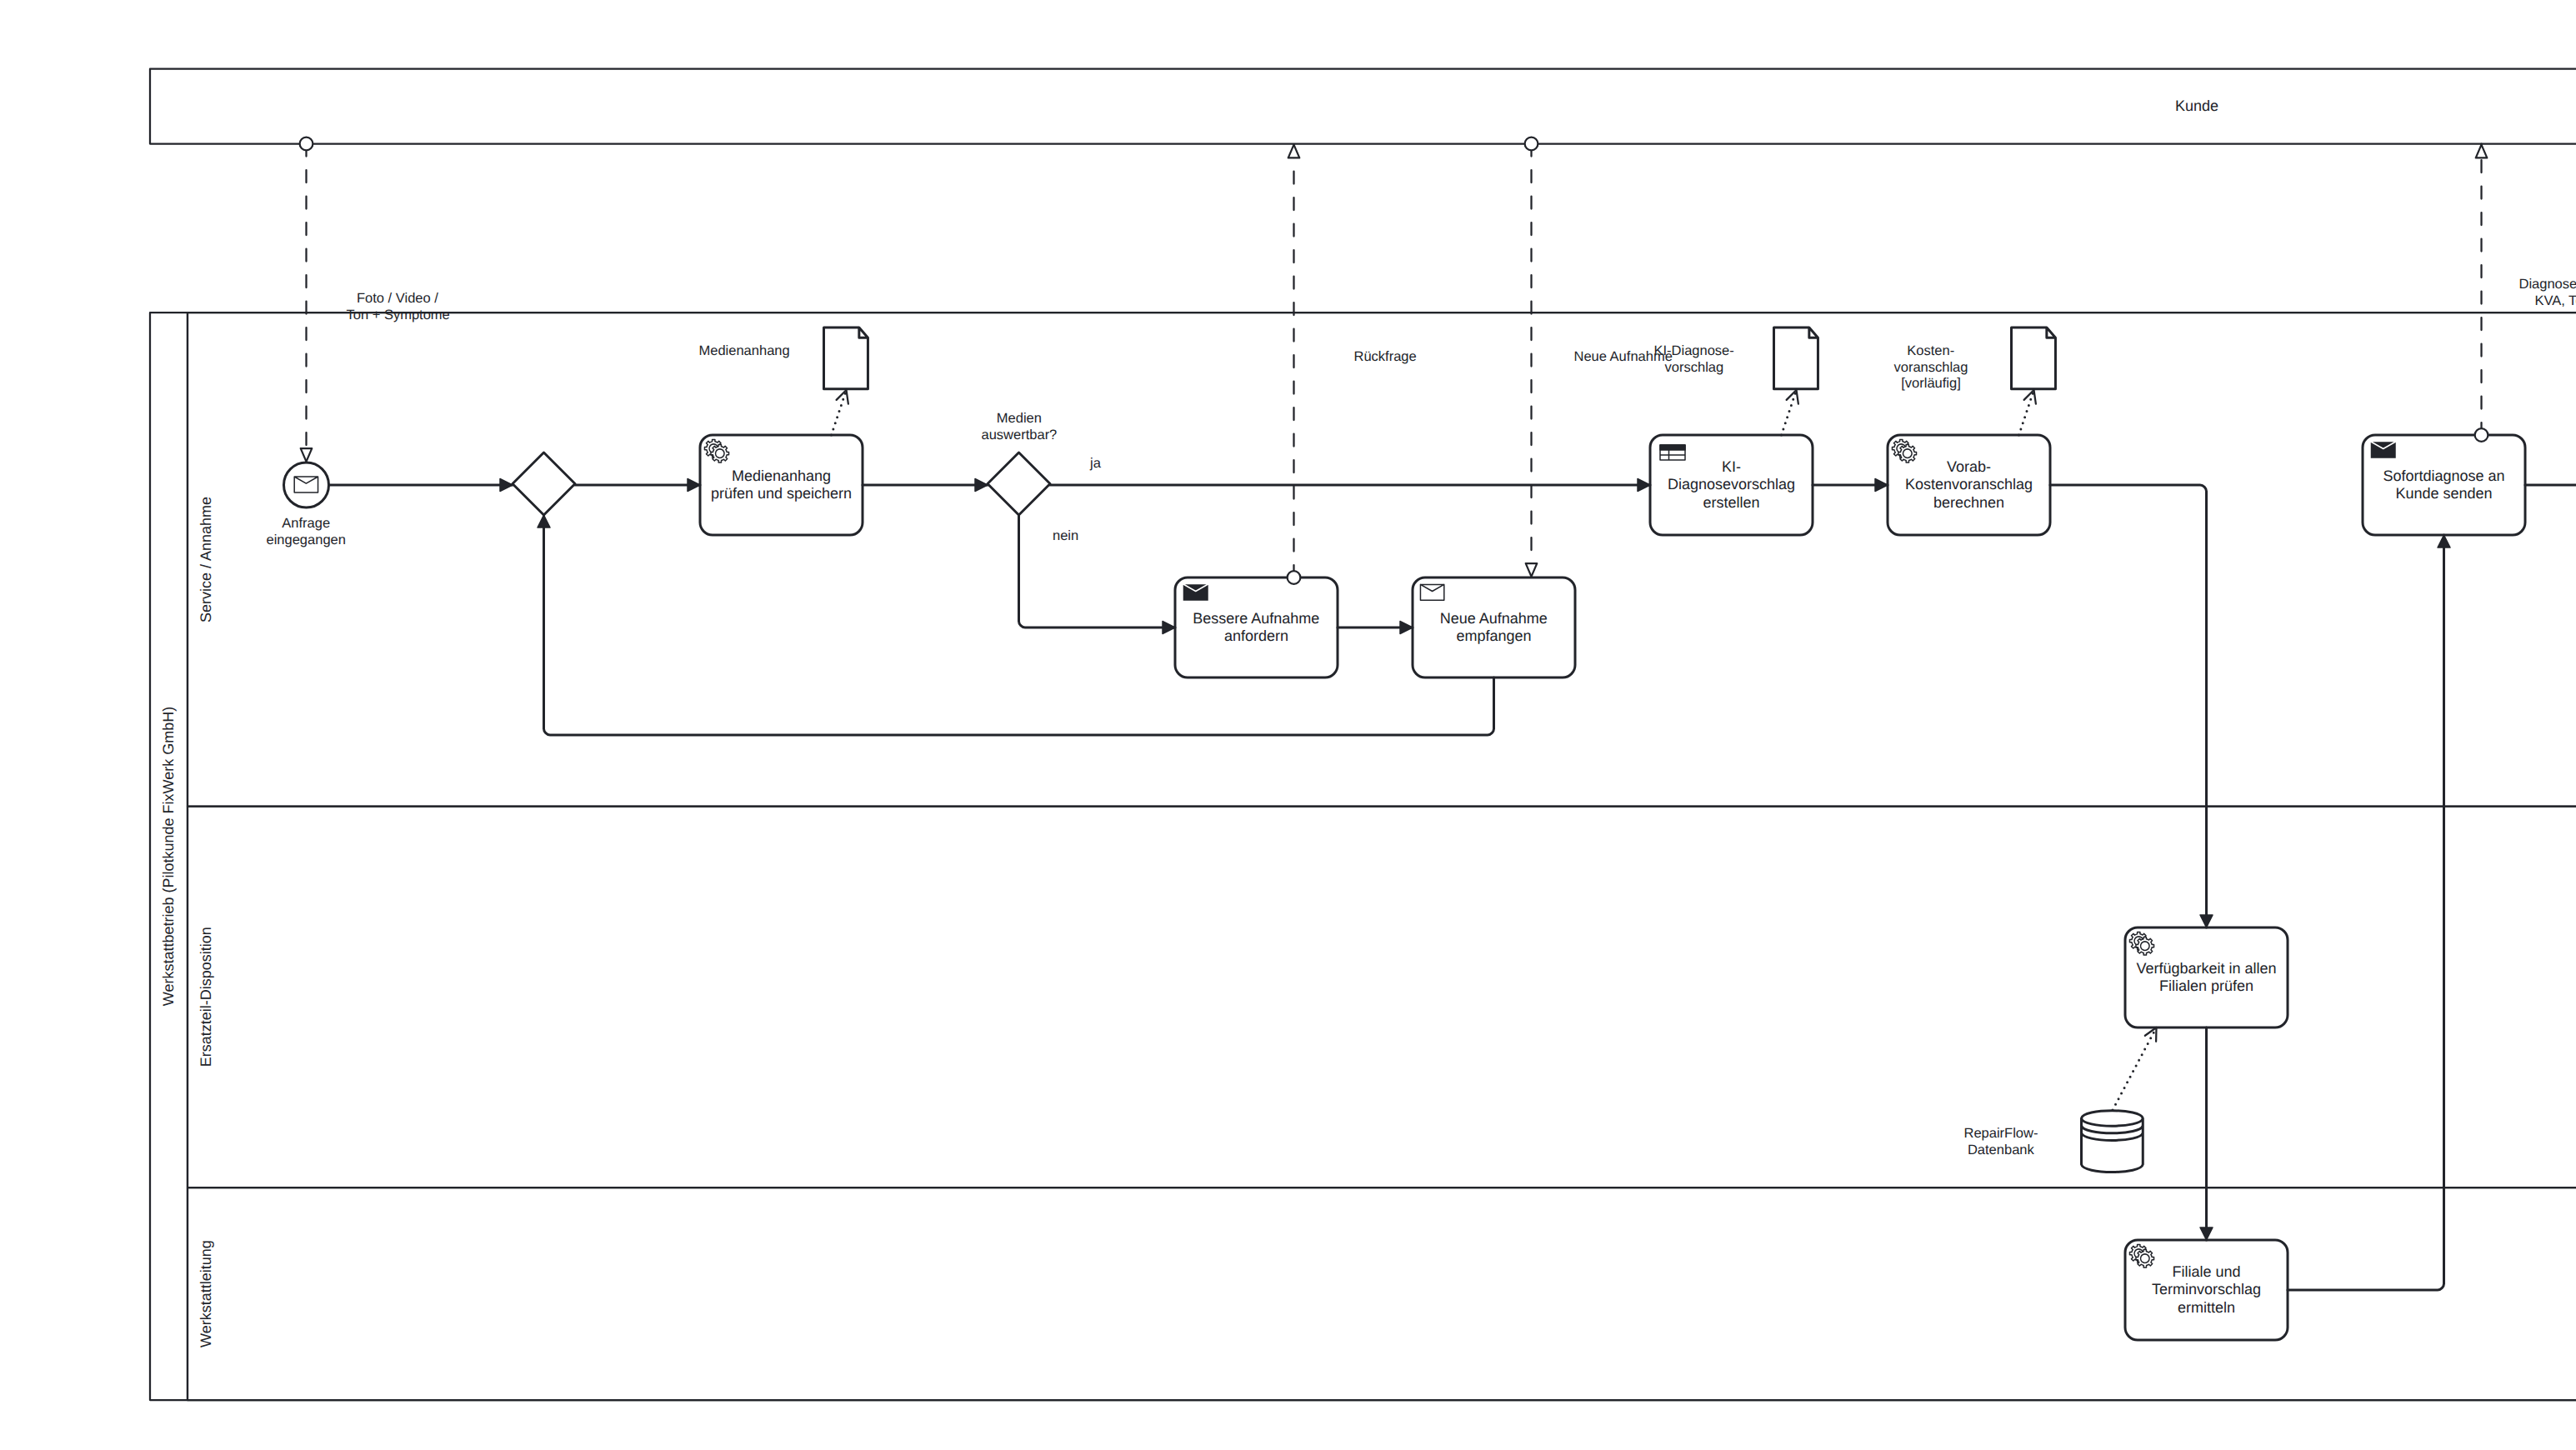 Kunde
Foto / Video /
Ton + Symptome
Diagnose
KVA, T
Medienanhang
Rückfrage
Neue Aufnahme
KI-Diagnose-
vorschlag
Kosten-
voranschlag
[vorläufig]
Medien
auswertbar?
ja
nein
Anfrage
eingegangen
Medienanhang
prüfen und speichern
KI-
Diagnosevorschlag
erstellen
Vorab-
Kostenvoranschlag
berechnen
Sofortdiagnose an
Kunde senden
Bessere Aufnahme
anfordern
Neue Aufnahme
empfangen
Service / Annahme
Werkstattbetrieb (Pilotkunde FixWerk GmbH)
Ersatzteil-Disposition
Verfügbarkeit in allen
Filialen prüfen
RepairFlow-
Datenbank
Werkstattleitung
Filiale und
Terminvorschlag
ermitteln